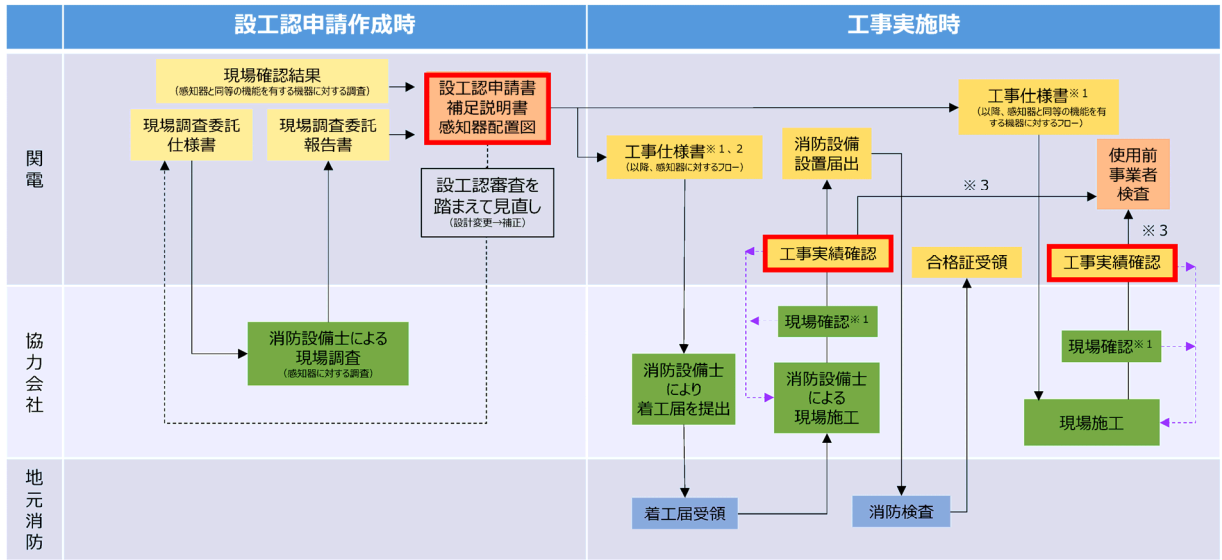 設工認申請作成時
工事実施時
関電
現場確認結果
(感知器と同等の機能を有する機器に対する調査)
現場調査委託
仕様書
現場調査委託
報告書
設工認申請書
補足説明書
感知器配置図
設工認審査を
踏まえて見直し
(設計変更→補正)
工事仕様書※1、2
(以降、感知器に対するフロー)
消防設備
設置届出
工事仕様書※1
(以降、感知器と同等の機能を有
する機器に対するフロー)
使用前
事業者
検査
※3
※3
工事実績確認
合格証受領
工事実績確認
協力会社
消防設備士による
現場調査
(感知器に対する調査)
現場確認※1
現場確認※1
消防設備士
により
着工届を提出
消防設備士
による
現場施工
現場施工
地元消防
着工届受領
消防検査